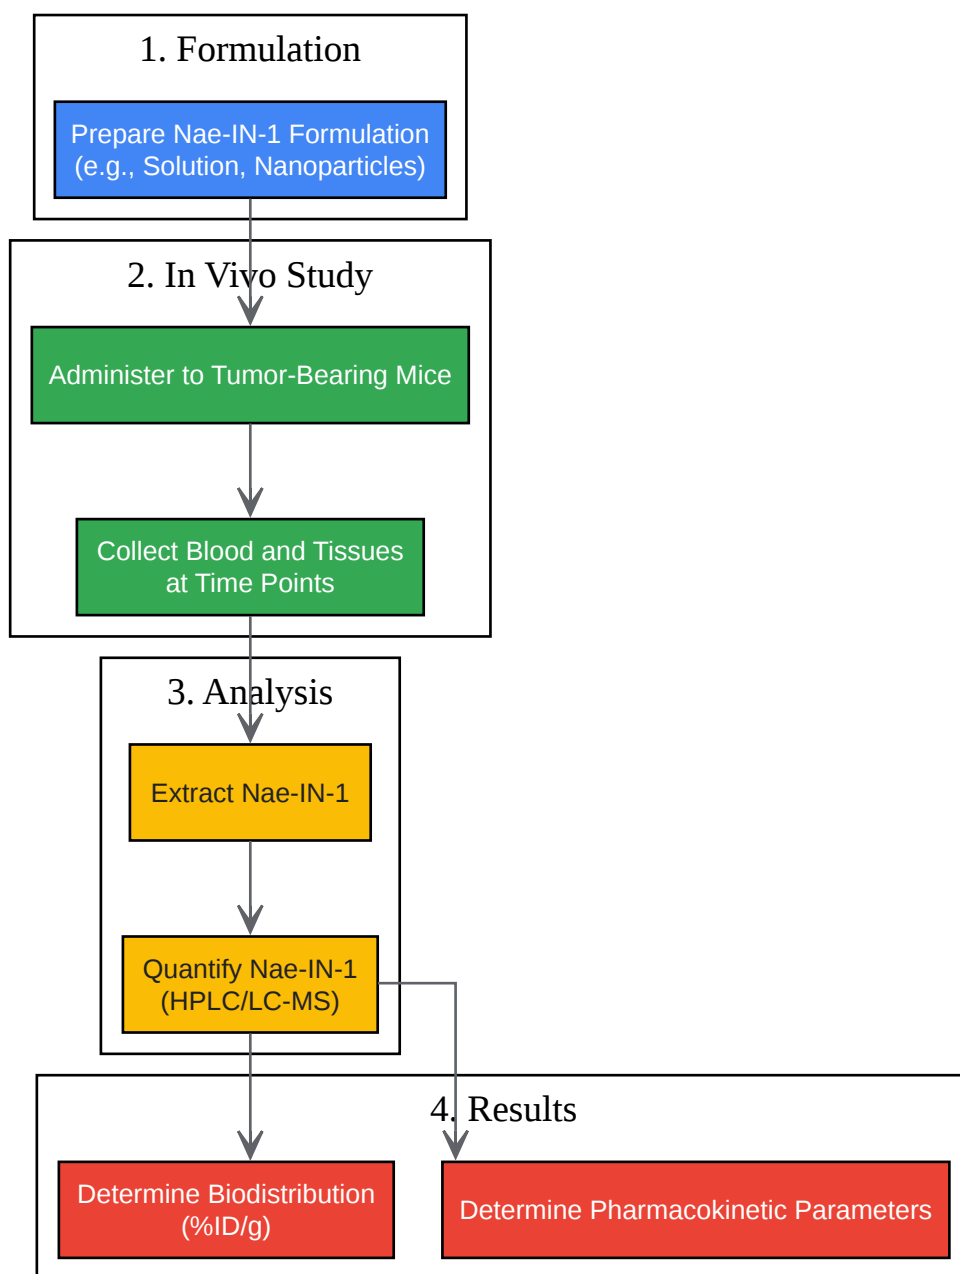 1. Formulation
Prepare Nae-IN-1 Formulation
(e.g., Solution, Nanoparticles)
2. In Vivo Study
Administer to Tumor-Bearing Mice
Collect Blood and Tissues
at Time Points
3. Analysis
Extract Nae-IN-1
Quantify Nae-IN-1
(HPLC/LC-MS)
4. Results
Determine Biodistribution
(%ID/g)
Determine Pharmacokinetic Parameters